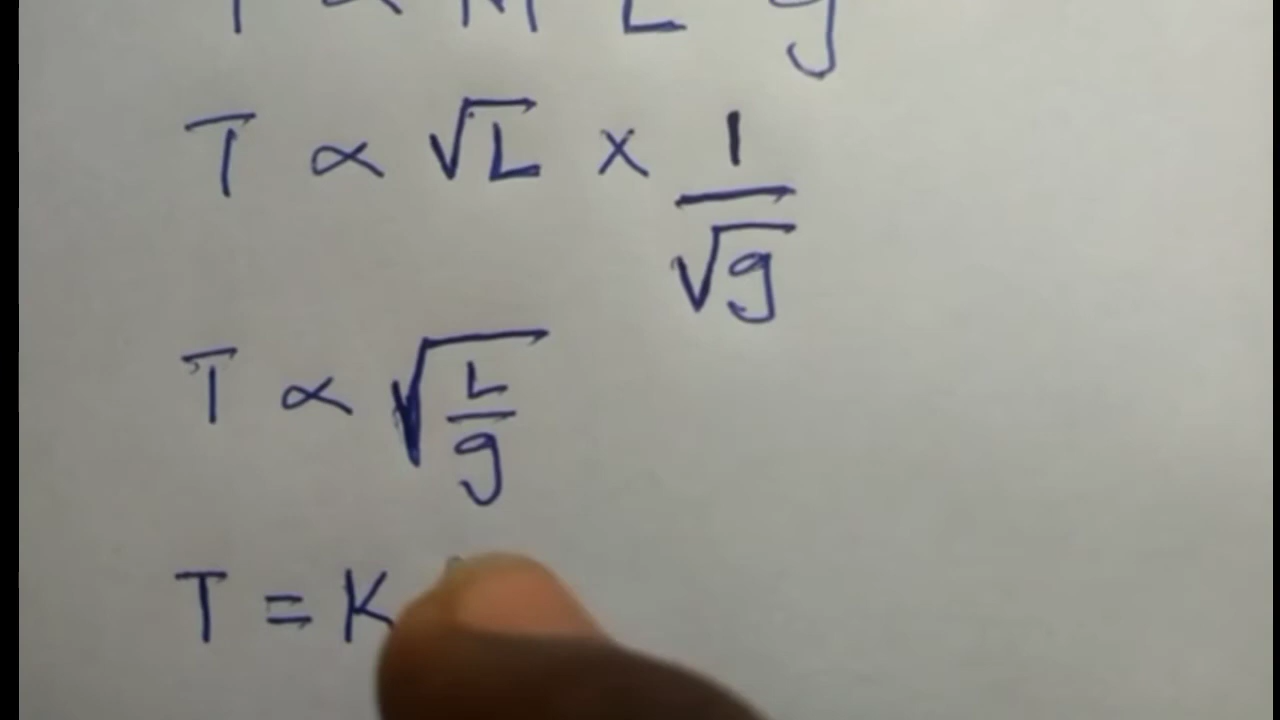 T ∝ M L g
T ∝ √L × 1/√g
T ∝ √(L/g)
T = K